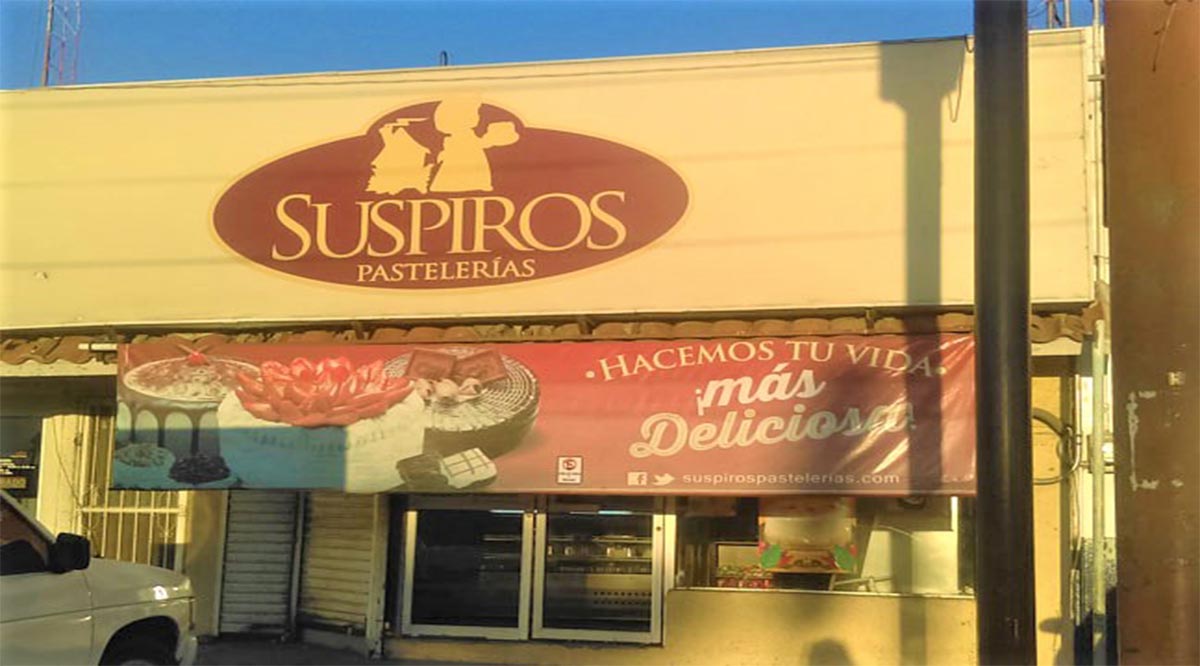 SUSPIROS
PASTELERÍAS
• HACEMOS TU VIDA •
¡más
Deliciosa!
suspirospastelerias.com